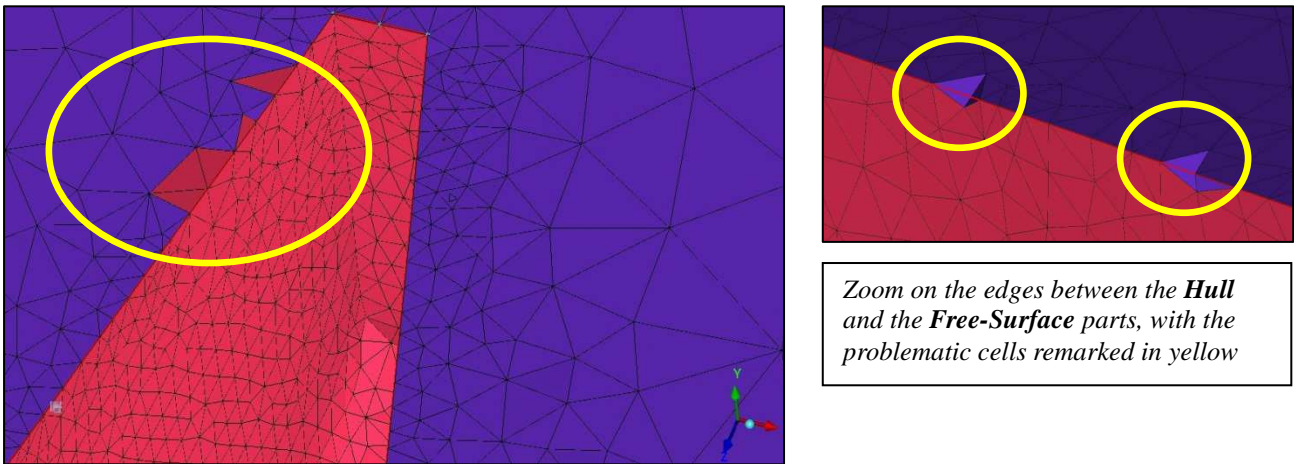 Zoom on the edges between the Hull
and the Free-Surface parts, with the
problematic cells remarked in yellow
Y
Z